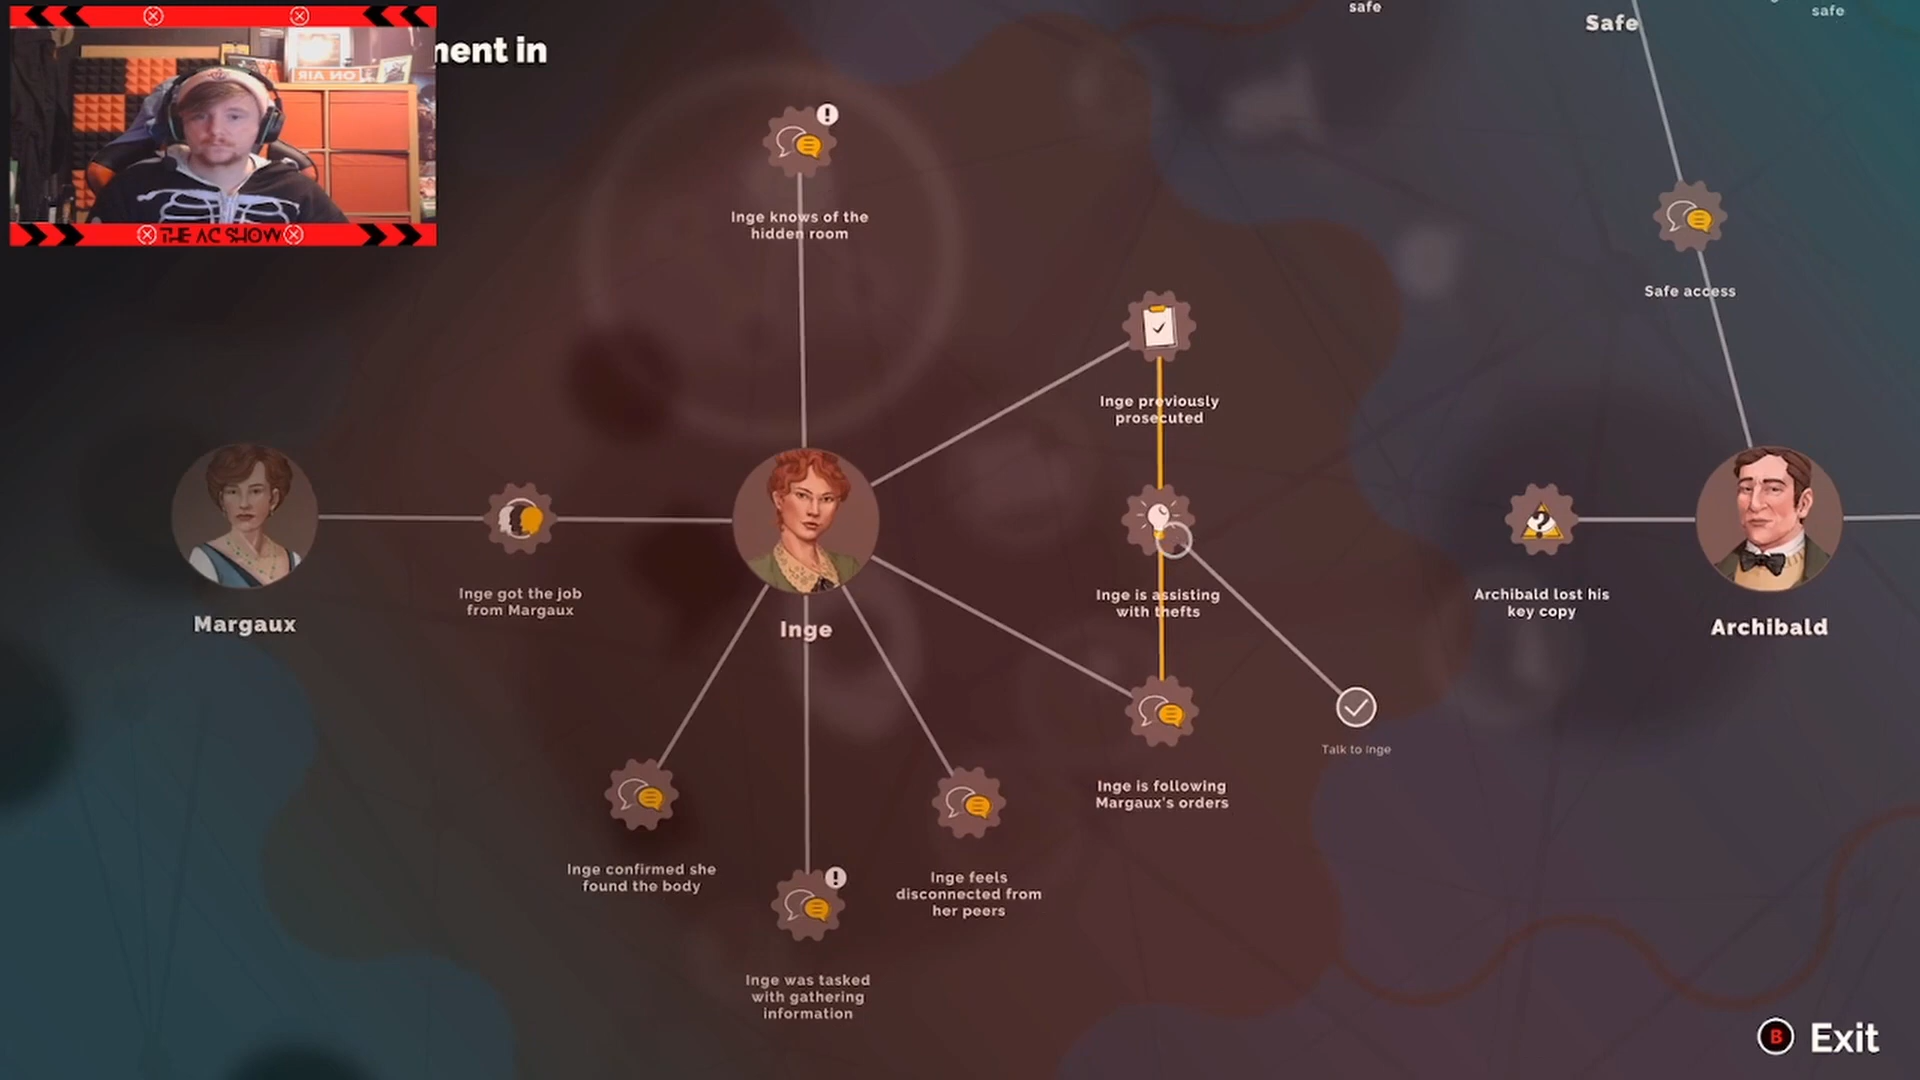 safe
Safe
safe
ment in
ON AIR
THE AC SHOW
Inge knows of the
hidden room
Safe access
Inge previously
prosecuted
Inge got the job
from Margaux
Inge is assisting
with thefts
Archibald lost his
key copy
Margaux
Inge
Archibald
Talk to Inge
Inge is following
Margaux's orders
Inge confirmed she
found the body
Inge feels
disconnected from
her peers
Inge was tasked
with gathering
information
B Exit